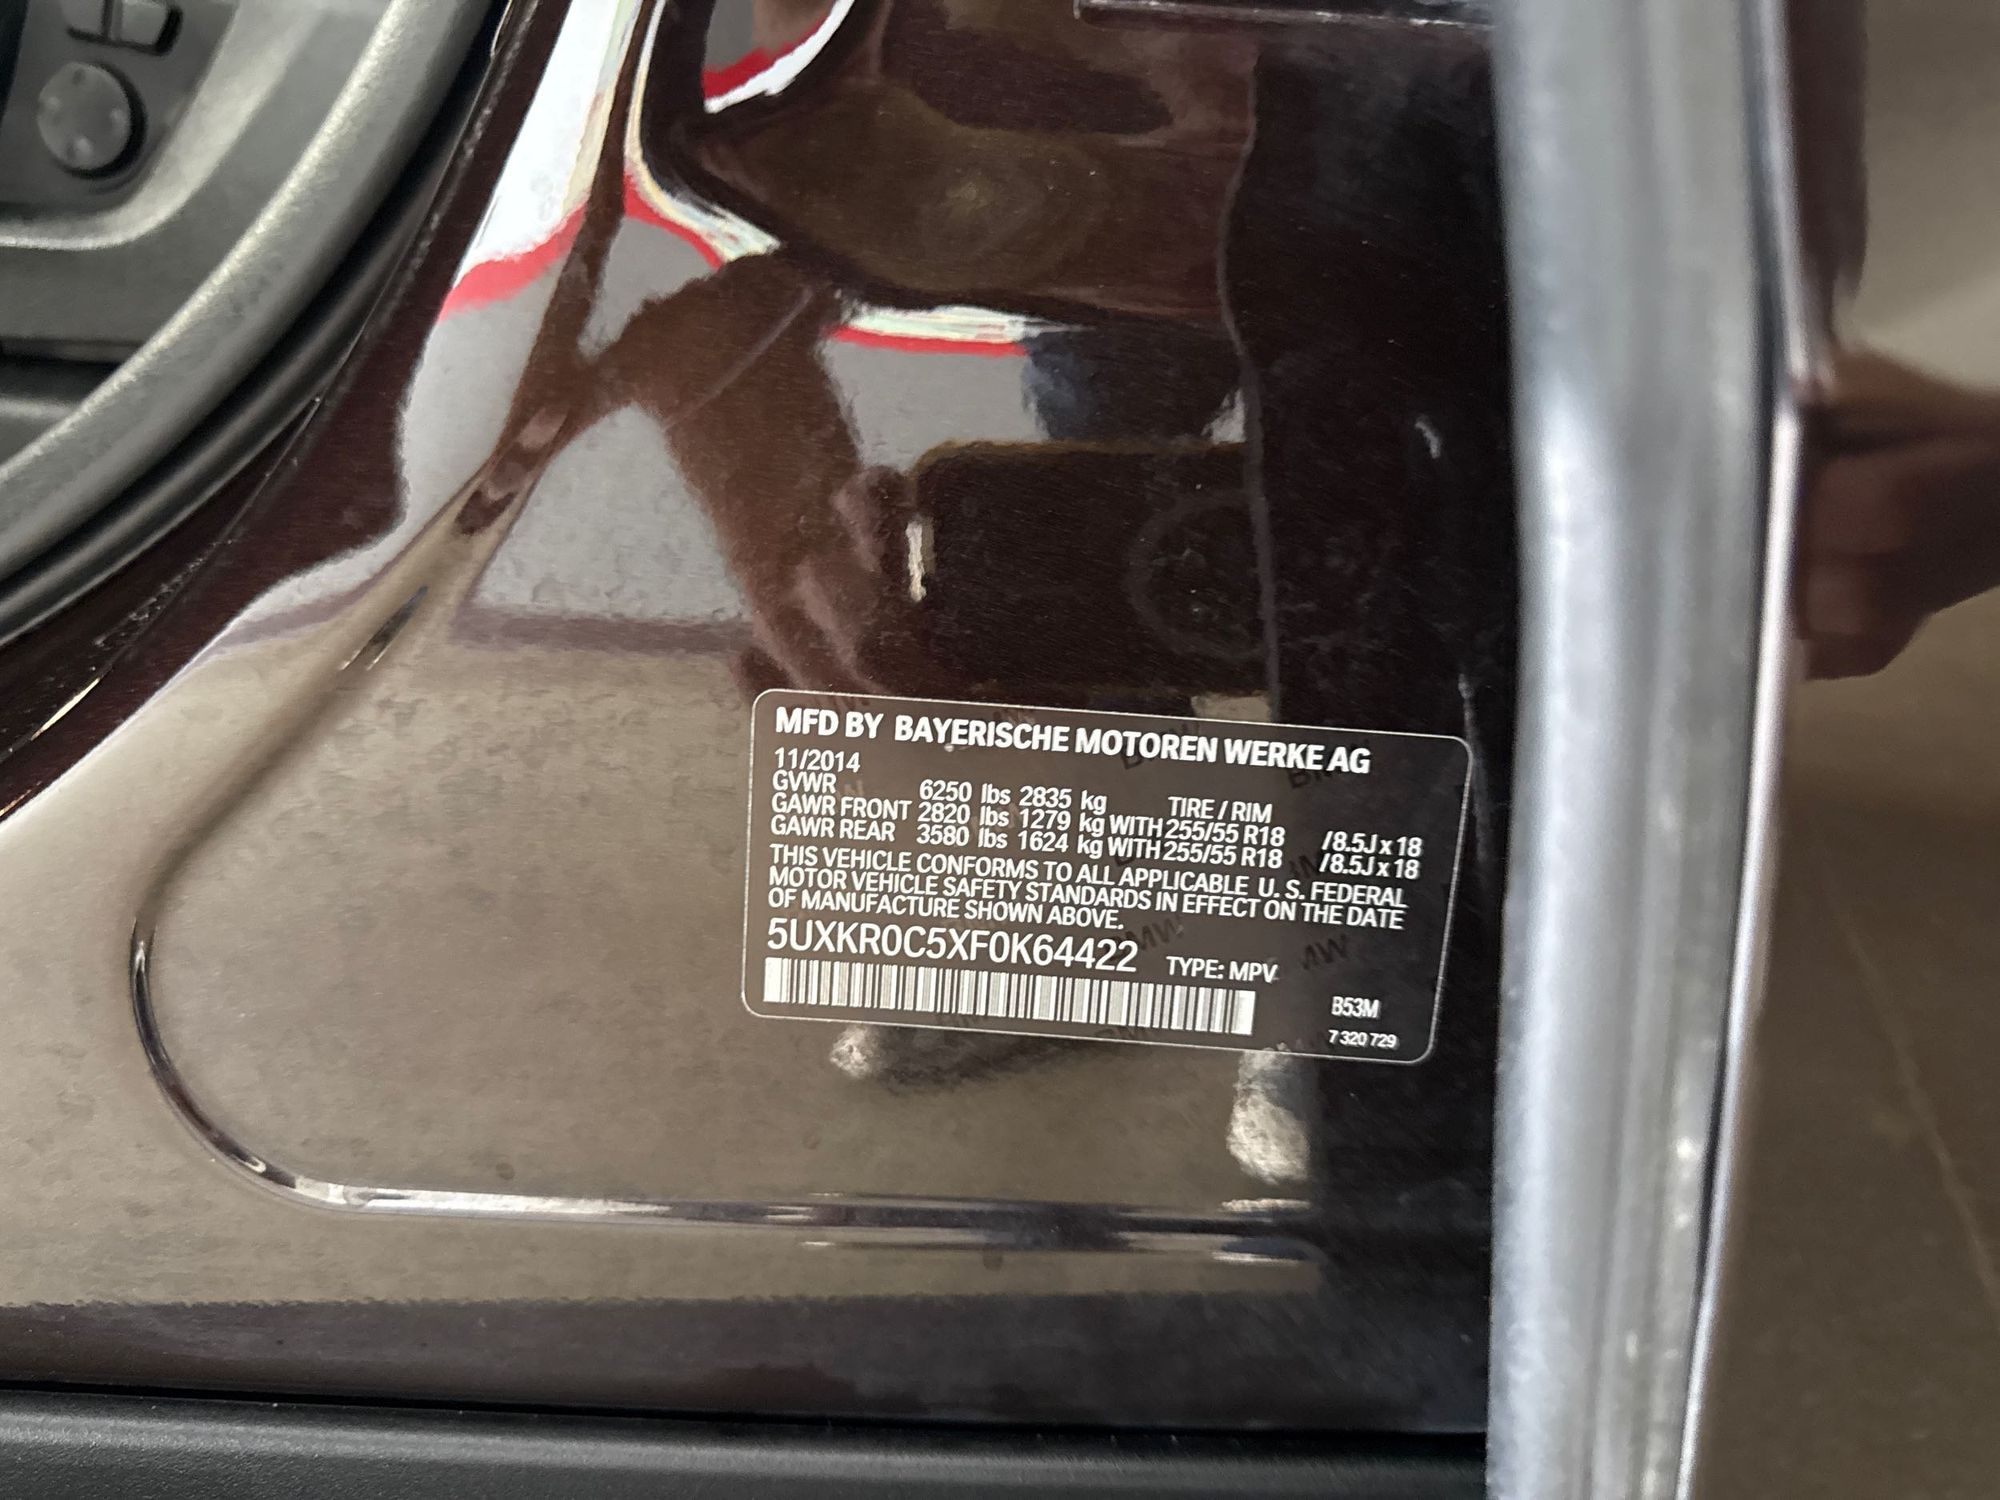 MFD BY BAYERISCHE MOTOREN WERKE AG
11/2014
GVWR 6250 lbs 2835 kg TIRE / RIM
GAWR FRONT 2820 lbs 1279 kg WITH 255/55 R18 /8.5J x 18
GAWR REAR 3580 lbs 1624 kg WITH 255/55 R18 /8.5J x 18
THIS VEHICLE CONFORMS TO ALL APPLICABLE U. S. FEDERAL
MOTOR VEHICLE SAFETY STANDARDS IN EFFECT ON THE DATE
OF MANUFACTURE SHOWN ABOVE.
5UXKR0C5XF0K64422 TYPE: MPV
B53M
7 320 729